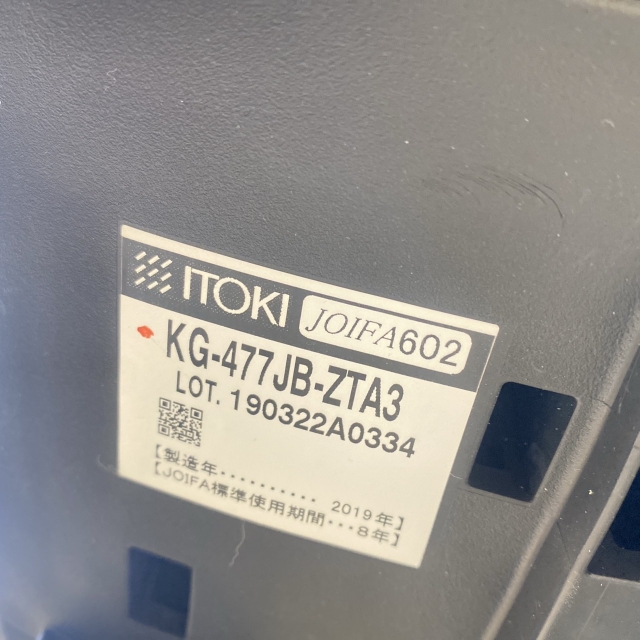 ITOKI JOIFA602
KG-477JB-ZTA3
LOT. 190322A0334
【製造年........... 2019年】
【JOIFA標準使用期間...8年】